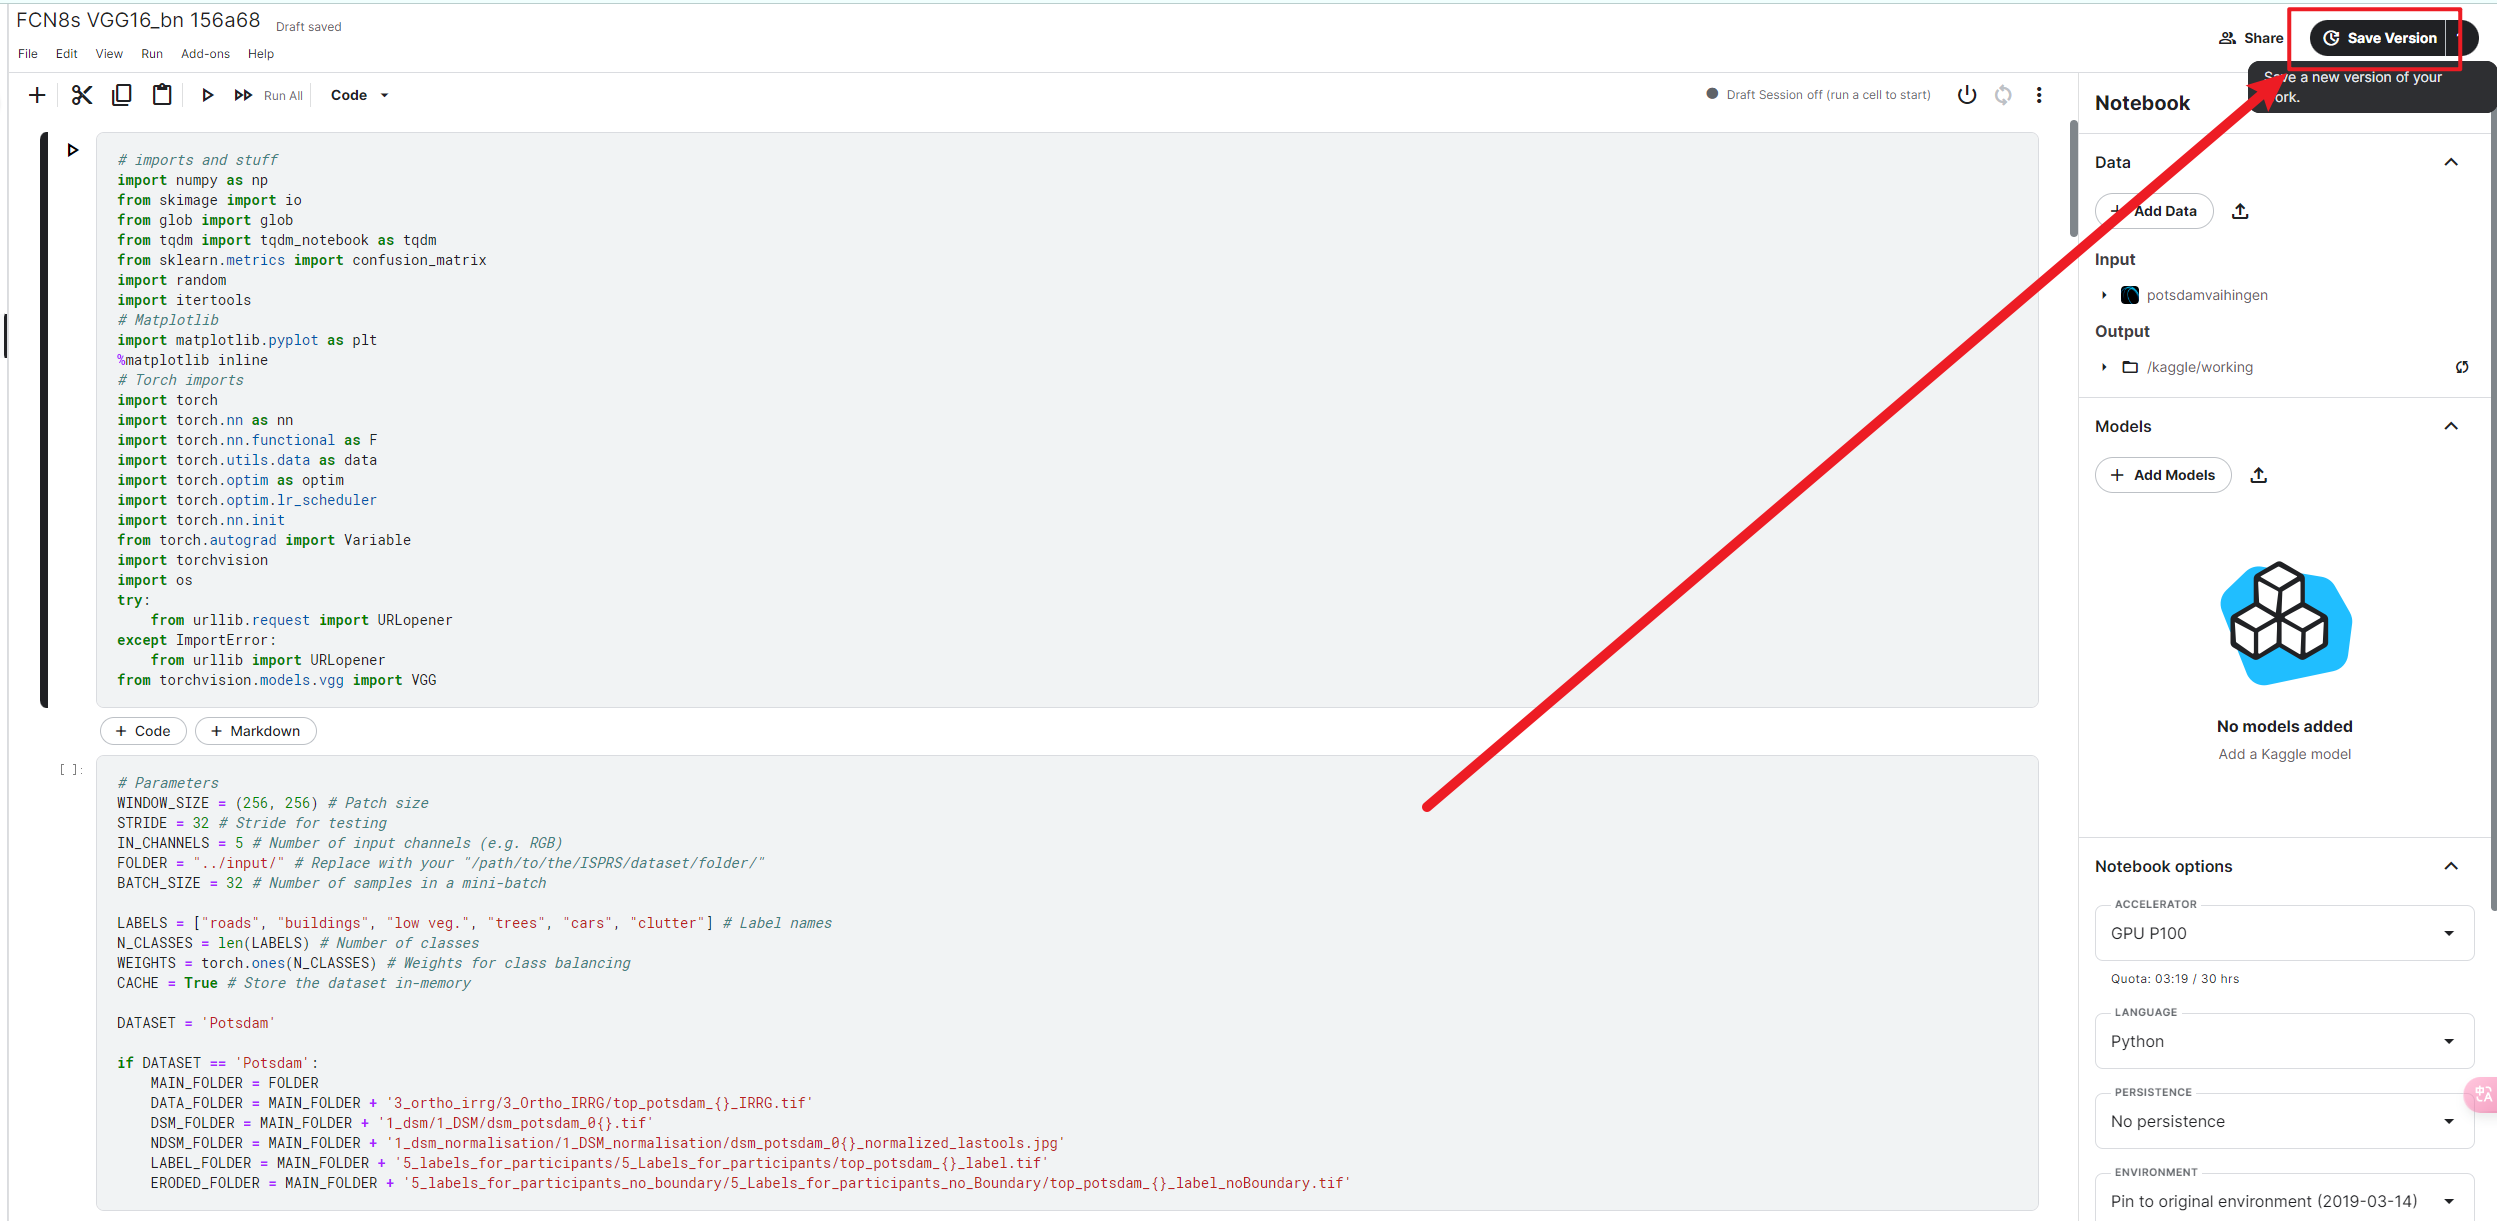 FCN8s VGG16_bn 156a68
Draft saved
File Edit View Run Add-ons Help
Share
Save Version
Save a new version of your
Run All
Code
Draft Session off (run a cell to start)
# imports and stuff
import numpy as np
from skimage import io
from glob import glob
from tqdm import tqdm_notebook as tqdm
from sklearn.metrics import confusion_matrix
import random
import itertools
# Matplotlib
import matplotlib.pyplot as plt
%matplotlib inline
# Torch imports
import torch
import torch.nn as nn
import torch.nn.functional as F
import torch.utils.data as data
import torch.optim as optim
import torch.optim.lr_scheduler
import torch.nn.init
from torch.autograd import Variable
import torchvision
import os
try:
    from urllib.request import URLopener
except ImportError:
    from urllib import URLopener
from torchvision.models.vgg import VGG
+ Code
+ Markdown
[ ]:
# Parameters
WINDOW_SIZE = (256, 256) # Patch size
STRIDE = 32 # Stride for testing
IN_CHANNELS = 5 # Number of input channels (e.g. RGB)
FOLDER = "../input/" # Replace with your "/path/to/the/ISPRS/dataset/folder/"
BATCH_SIZE = 32 # Number of samples in a mini-batch
LABELS = ["roads", "buildings", "low veg.", "trees", "cars", "clutter"] # Label names
N_CLASSES = len(LABELS) # Number of classes
WEIGHTS = torch.ones(N_CLASSES) # Weights for class balancing
CACHE = True # Store the dataset in-memory
DATASET = 'Potsdam'
if DATASET == 'Potsdam':
    MAIN_FOLDER = FOLDER
    DATA_FOLDER = MAIN_FOLDER + '3_ortho_irrg/3_Ortho_IRRG/top_potsdam_{}_IRRG.tif'
    DSM_FOLDER = MAIN_FOLDER + '1_dsm/1_DSM/dsm_potsdam_0{}.tif'
    NDSM_FOLDER = MAIN_FOLDER + '1_dsm_normalisation/1_DSM_normalisation/dsm_potsdam_0{}_normalized_lastools.jpg'
    LABEL_FOLDER = MAIN_FOLDER + '5_labels_for_participants/5_Labels_for_participants/top_potsdam_{}_label.tif'
    ERODED_FOLDER = MAIN_FOLDER + '5_labels_for_participants_no_boundary/5_Labels_for_participants_no_Boundary/top_potsdam_{}_label_noBoundary.tif'
Notebook
Data
+ Add Data
Input
potsdamvaihingen
Output
/kaggle/working
Models
+ Add Models
No models added
Add a Kaggle model
Notebook options
ACCELERATOR
GPU P100
Quota: 03:19 / 30 hrs
LANGUAGE
Python
PERSISTENCE
No persistence
ENVIRONMENT
Pin to original environment (2019-03-14)